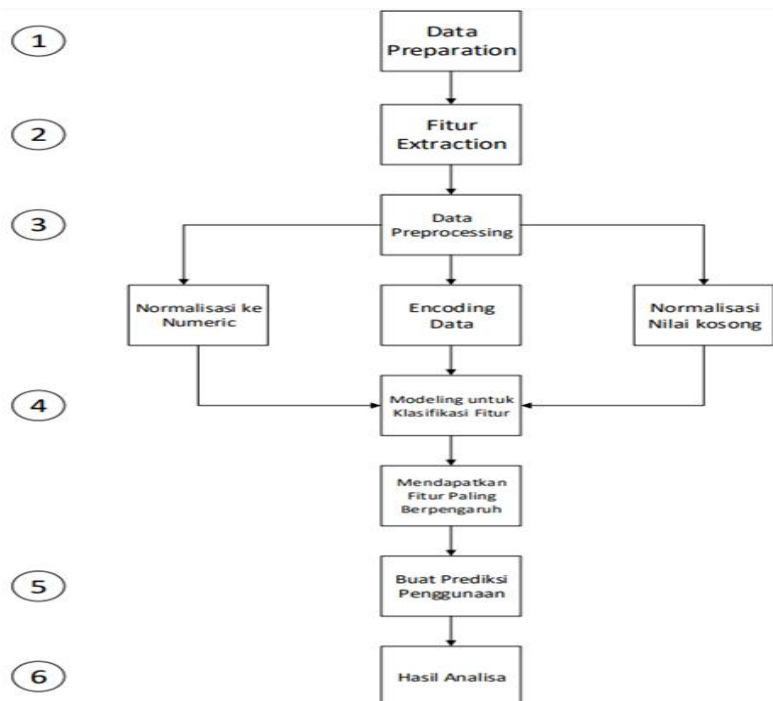 1
Data
Preparation
2
Fitur
Extraction
3
Data
Preprocessing
Normalisasi ke
Numeric
Encoding
Data
Normalisasi
Nilai kosong
4
Modeling untuk
Klasifikasi Fitur
Mendapatkan
Fitur Paling
Berpengaruh
5
Buat Prediksi
Penggunaan
6
Hasil Analisa